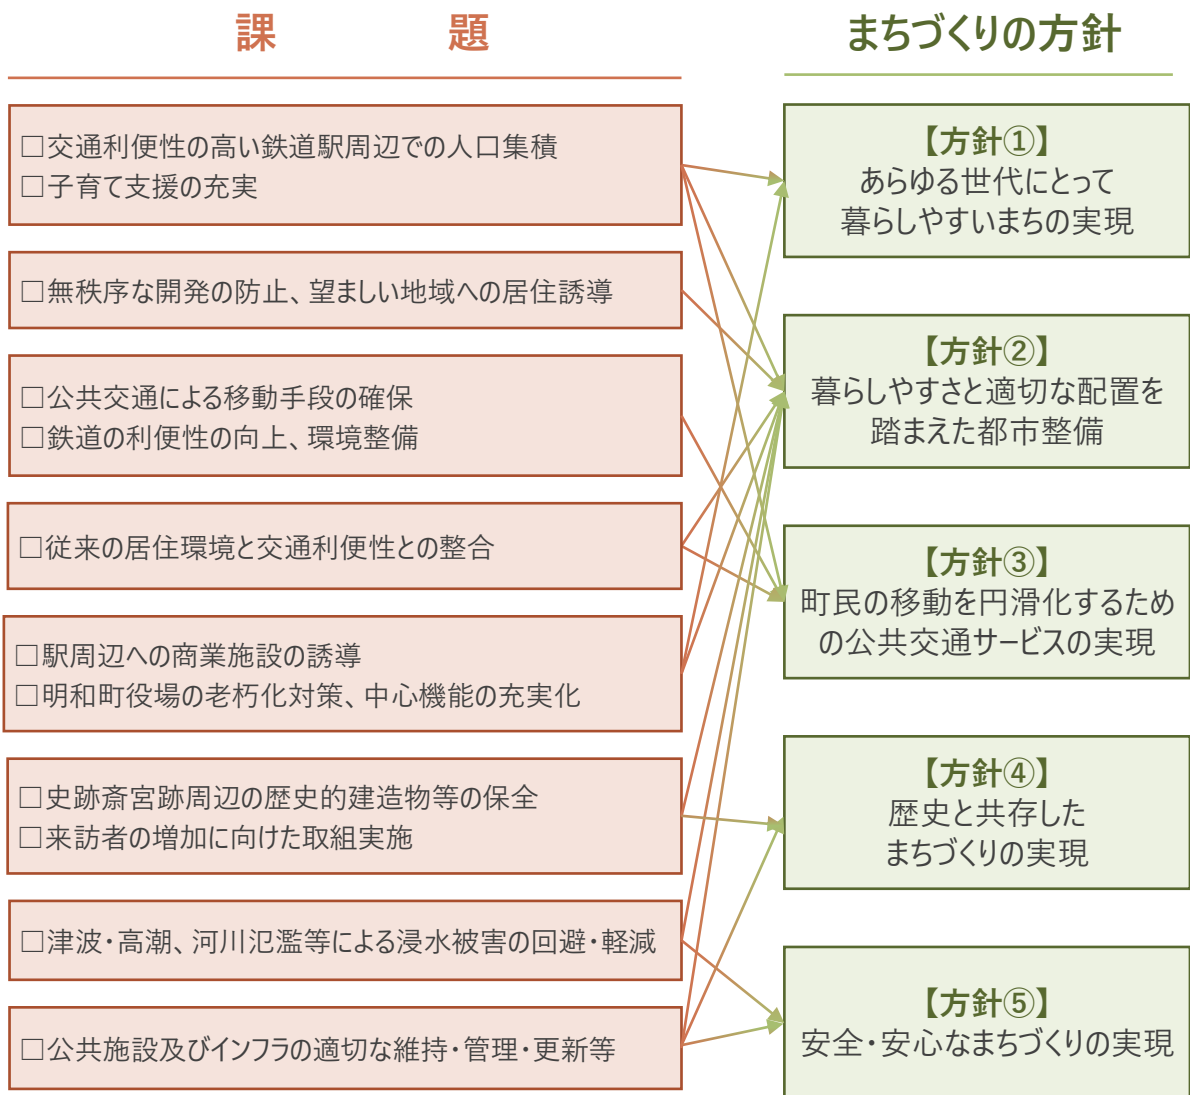 課　題
□交通利便性の高い鉄道駅周辺での人口集積
□子育て支援の充実
□無秩序な開発の防止、望ましい地域への居住誘導
□公共交通による移動手段の確保
□鉄道の利便性の向上、環境整備
□従来の居住環境と交通利便性との整合
□駅周辺への商業施設の誘導
□明和町役場の老朽化対策、中心機能の充実化
□史跡斎宮跡周辺の歴史的建造物等の保全
□来訪者の増加に向けた取組実施
□津波・高潮、河川氾濫等による浸水被害の回避・軽減
□公共施設及びインフラの適切な維持・管理・更新等
まちづくりの方針
【方針①】
あらゆる世代にとって
暮らしやすいまちの実現
【方針②】
暮らしやすさと適切な配置を
踏まえた都市整備
【方針③】
町民の移動を円滑化するため
の公共交通サービスの実現
【方針④】
歴史と共存した
まちづくりの実現
【方針⑤】
安全・安心なまちづくりの実現